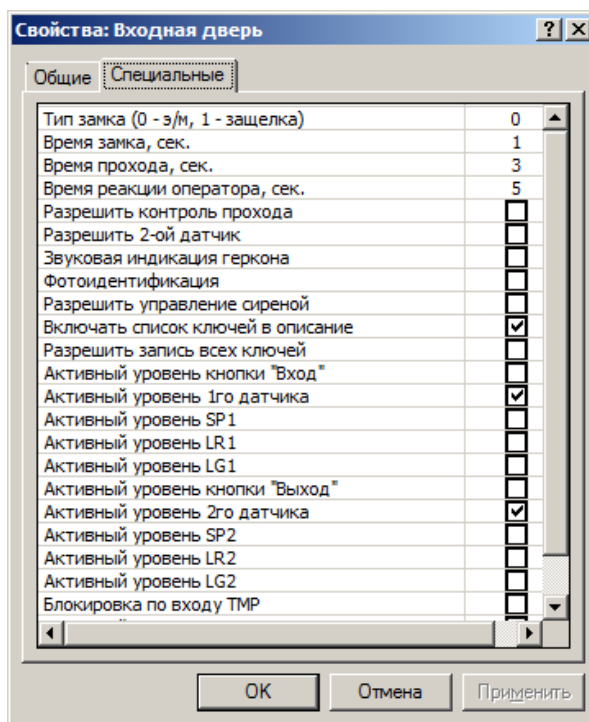 Свойства: Входная дверь
Общие Специальные
Тип замка (0 - э/м, 1 - защелка) 0
Время замка, сек. 1
Время прохода, сек. 3
Время реакции оператора, сек. 5
Разрешить контроль прохода
Разрешить 2-ой датчик
Звуковая индикация геркона
Фотоидентификация
Разрешить управление сиреной
Включать список ключей в описание
Разрешить запись всех ключей
Активный уровень кнопки "Вход"
Активный уровень 1го датчика
Активный уровень SP1
Активный уровень LR1
Активный уровень LG1
Активный уровень кнопки "Выход"
Активный уровень 2го датчика
Активный уровень SP2
Активный уровень LR2
Активный уровень LG2
Блокировка по входу TMP
OK Отмена Применить